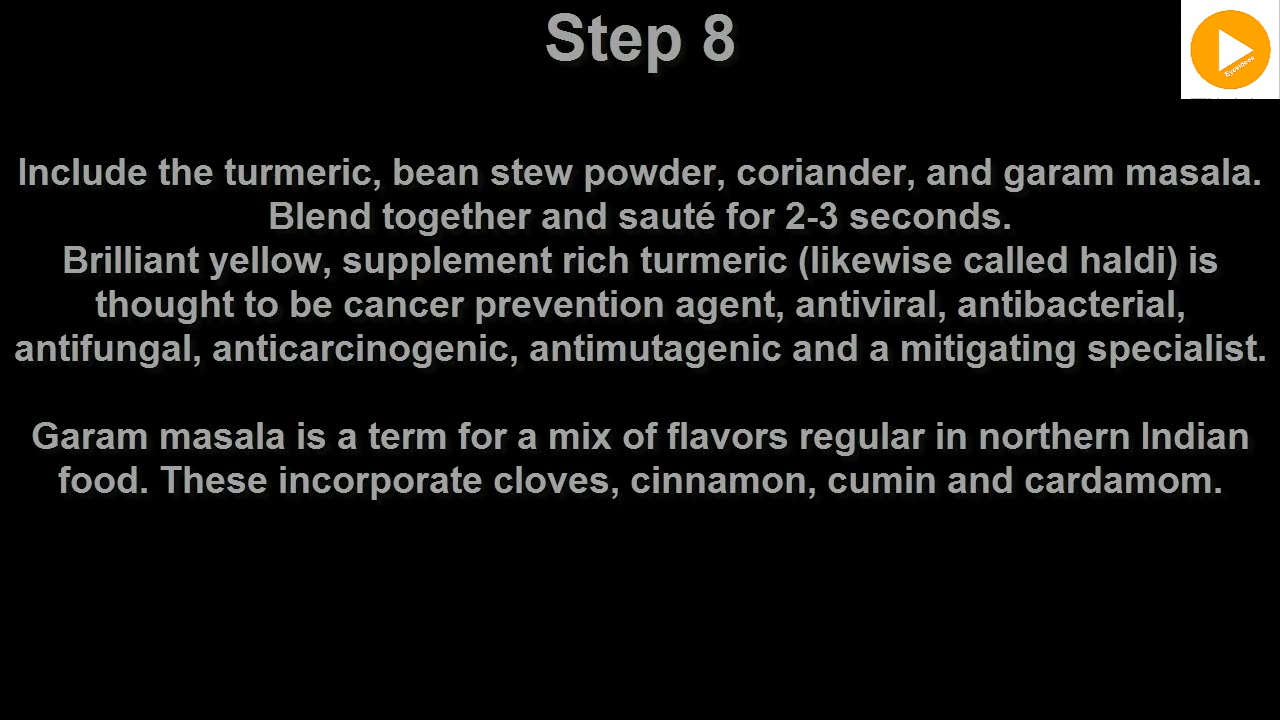 Step 8
Include the turmeric, bean stew powder, coriander, and garam masala.
Blend together and sauté for 2-3 seconds.
Brilliant yellow, supplement rich turmeric (likewise called haldi) is
thought to be cancer prevention agent, antiviral, antibacterial,
antifungal, anticarcinogenic, antimutagenic and a mitigating specialist.
Garam masala is a term for a mix of flavors regular in northern Indian
food. These incorporate cloves, cinnamon, cumin and cardamom.